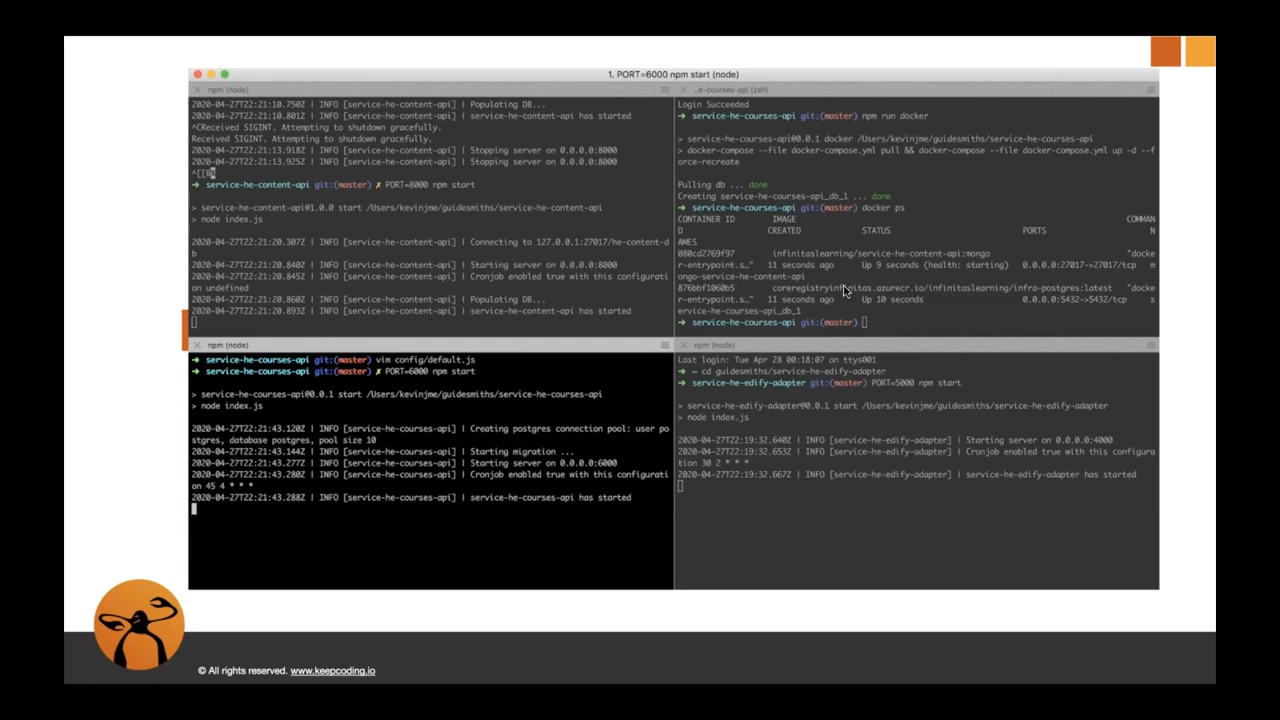 1. PORT=6000 npm start (node)
npm (node)
2020-04-27T22:21:10.750Z | INFO [service-he-content-api] | Populating DB...
2020-04-27T22:21:10.801Z | INFO [service-he-content-api] | service-he-content-api has started
^CReceived SIGINT. Attempting to shutdown gracefully.
Received SIGINT. Attempting to shutdown gracefully.
2020-04-27T22:21:13.918Z | INFO [service-he-content-api] | Stopping server on 0.0.0.0:8000
2020-04-27T22:21:13.925Z | INFO [service-he-content-api] | Stopping server on 0.0.0.0:8000
➜ service-he-content-api git:(master) ✗ PORT=8000 npm start
> service-he-content-api@1.0.0 start /Users/kevinjme/guidesmiths/service-he-content-api
> node index.js
2020-04-27T22:21:20.307Z | INFO [service-he-content-api] | Connecting to 127.0.0.1:27017/he-content-d
b
2020-04-27T22:21:20.840Z | INFO [service-he-content-api] | Starting server on 0.0.0.0:8000
2020-04-27T22:21:20.845Z | INFO [service-he-content-api] | Cronjob enabled true with this configurati
on undefined
2020-04-27T22:21:20.860Z | INFO [service-he-content-api] | Populating DB...
2020-04-27T22:21:20.893Z | INFO [service-he-content-api] | service-he-content-api has started
..e-courses-api (zsh)
Login Succeeded
➜ service-he-courses-api git:(master) npm run docker
> service-he-courses-api@0.0.1 docker /Users/kevinjme/guidesmiths/service-he-courses-api
> docker-compose --file docker-compose.yml pull && docker-compose --file docker-compose.yml up -d --f
orce-recreate
Pulling db ... done
Creating service-he-courses-api_db_1 ... done
➜ service-he-courses-api git:(master) docker ps
CONTAINER ID IMAGE COMMAN
D CREATED STATUS PORTS N
AMES
080cd2769f97 infinitaslearning/service-he-content-api:mongo "docke
r-entrypoint.s…" 11 seconds ago Up 9 seconds (health: starting) 0.0.0.0:27017->27017/tcp m
ongo-service-he-content-api
876bbf1060b5 coreregistryinfinitas.azurecr.io/infinitaslearning/infra-postgres:latest "docke
r-entrypoint.s…" 11 seconds ago Up 10 seconds 0.0.0.0:5432->5432/tcp s
ervice-he-courses-api_db_1
➜ service-he-courses-api git:(master)
npm (node)
➜ service-he-courses-api git:(master) vim config/default.js
➜ service-he-courses-api git:(master) ✗ PORT=6000 npm start
> service-he-courses-api@0.0.1 start /Users/kevinjme/guidesmiths/service-he-courses-api
> node index.js
2020-04-27T22:21:43.120Z | INFO [service-he-courses-api] | Creating postgres connection pool: user po
stgres, database postgres, pool size 10
2020-04-27T22:21:43.144Z | INFO [service-he-courses-api] | Starting migration ...
2020-04-27T22:21:43.277Z | INFO [service-he-courses-api] | Starting server on 0.0.0.0:6000
2020-04-27T22:21:43.280Z | INFO [service-he-courses-api] | Cronjob enabled true with this configurati
on 45 4 * * *
2020-04-27T22:21:43.288Z | INFO [service-he-courses-api] | service-he-courses-api has started
npm (node)
Last login: Tue Apr 28 00:18:07 on ttys001
➜ ~ cd guidesmiths/service-he-edify-adapter
➜ service-he-edify-adapter git:(master) PORT=5000 npm start
> service-he-edify-adapter@0.0.1 start /Users/kevinjme/guidesmiths/service-he-edify-adapter
> node index.js
2020-04-27T22:19:32.640Z | INFO [service-he-edify-adapter] | Starting server on 0.0.0.0:4000
2020-04-27T22:19:32.653Z | INFO [service-he-edify-adapter] | Cronjob enabled true with this configura
tion 30 2 * * *
2020-04-27T22:19:32.667Z | INFO [service-he-edify-adapter] | service-he-edify-adapter has started
© All rights reserved. www.keepcoding.io